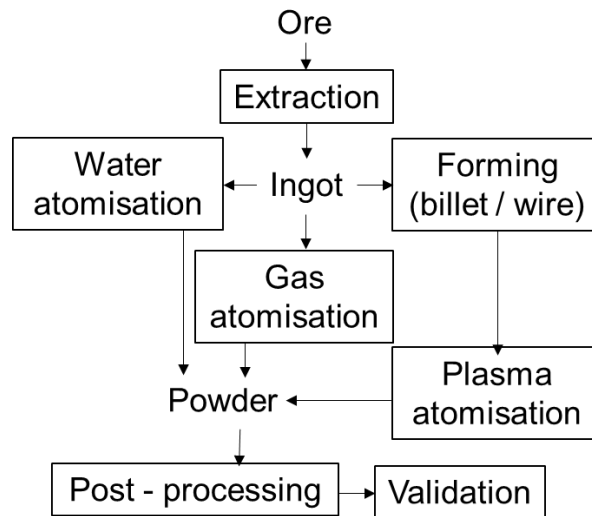 Ore
Extraction
Water
atomisation
Ingot
Forming
(billet / wire)
Gas
atomisation
Plasma
atomisation
Powder
Post - processing
Validation